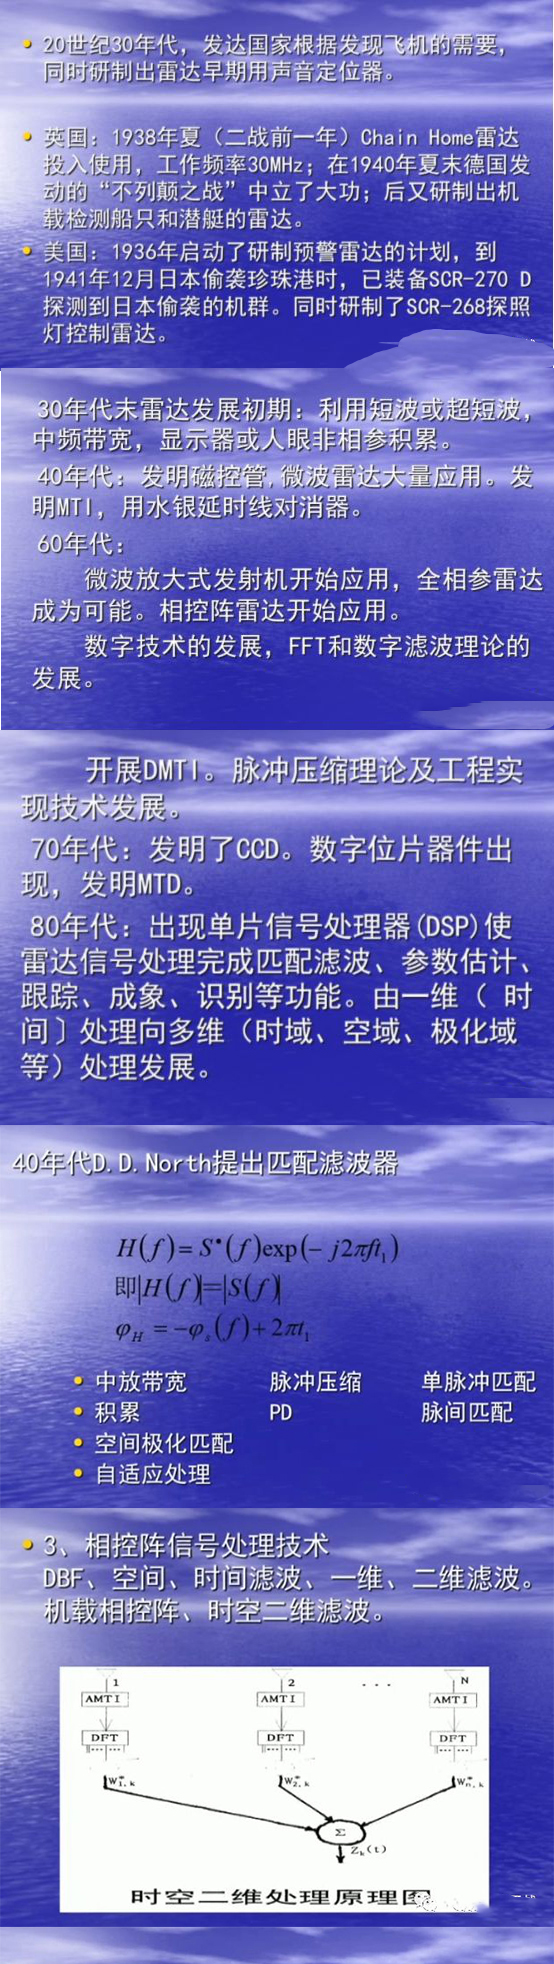 20世纪30年代，发达国家根据发现飞机的需要，
同时研制出雷达早期用声音定位器。
英国：1938年夏（二战前一年）Chain Home雷达
投入使用，工作频率30MHz；在1940年夏末德国发
动的“不列颠之战”中立了大功；后又研制出机
载检测船只和潜艇的雷达。
美国：1936年启动了研制预警雷达的计划，到
1941年12月日本偷袭珍珠港时，已装备SCR-270 D
探测到日本偷袭的机群。同时研制了SCR-268探照
灯控制雷达。
30年代末雷达发展初期：利用短波或超短波，
中频带宽，显示器或人眼非相参积累。
40年代：发明磁控管,微波雷达大量应用。发
明MTI，用水银延时线对消器。
60年代：
微波放大式发射机开始应用，全相参雷达
成为可能。相控阵雷达开始应用。
数字技术的发展，FFT和数字滤波理论的
发展。
开展DMTI。脉冲压缩理论及工程实
现技术发展。
70年代：发明了CCD。数字位片器件出
现，发明MTD。
80年代：出现单片信号处理器(DSP)使
雷达信号处理完成匹配滤波、参数估计、
跟踪、成象、识别等功能。由一维（ 时
间〕处理向多维（时域、空域、极化域
等）处理发展。
40年代D.D.North提出匹配滤波器
H(f)= S*(f)exp(− j2πft₁)
即|H(f)|=|S(f)|
φ_H = −φ_s(f)+2πt₁
中放带宽 脉冲压缩 单脉冲匹配
积累 PD 脉间匹配
空间极化匹配
自适应处理
3、相控阵信号处理技术
DBF、空间、时间滤波、一维、二维滤波。
机载相控阵、时空二维滤波。
1 2 ... N
AMTI AMTI AMTI
DFT DFT DFT
W*1,k W*2,k W*n,k
Σ
Zk(t)
时空二维处理原理图